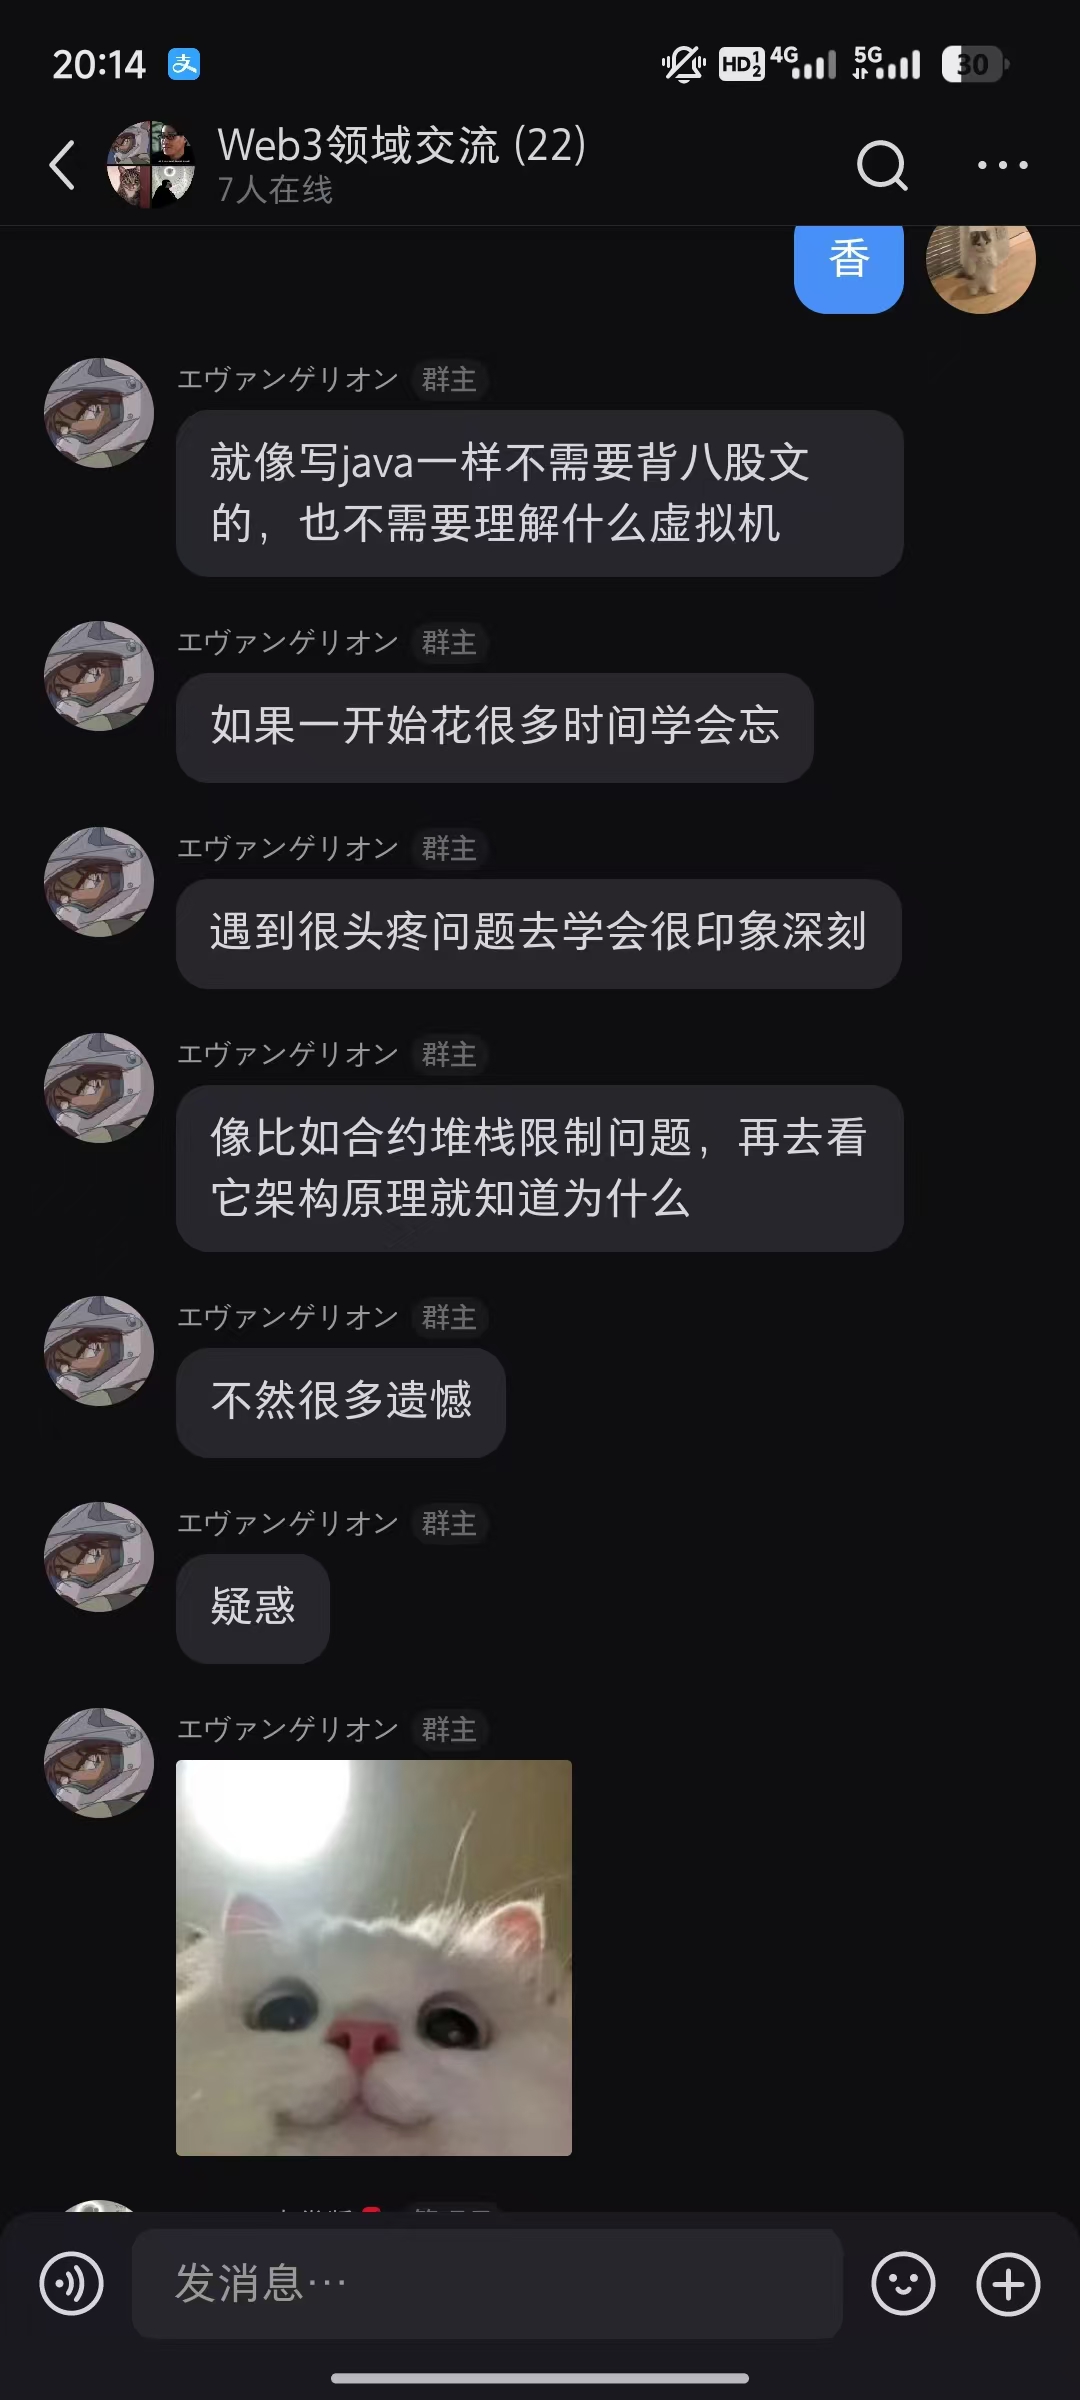 20:14 支 HD 1 2 4G 5G 30
Web3领域交流 (22)
7人在线
香
エヴァンゲリオン 群主
就像写java一样不需要背八股文
的，也不需要理解什么虚拟机
エヴァンゲリオン 群主
如果一开始花很多时间学会忘
エヴァンゲリオン 群主
遇到很头疼问题去学会很印象深刻
エヴァンゲリオン 群主
像比如合约堆栈限制问题，再去看
它架构原理就知道为什么
エヴァンゲリオン 群主
不然很多遗憾
エヴァンゲリオン 群主
疑惑
エヴァンゲリオン 群主
发消息…